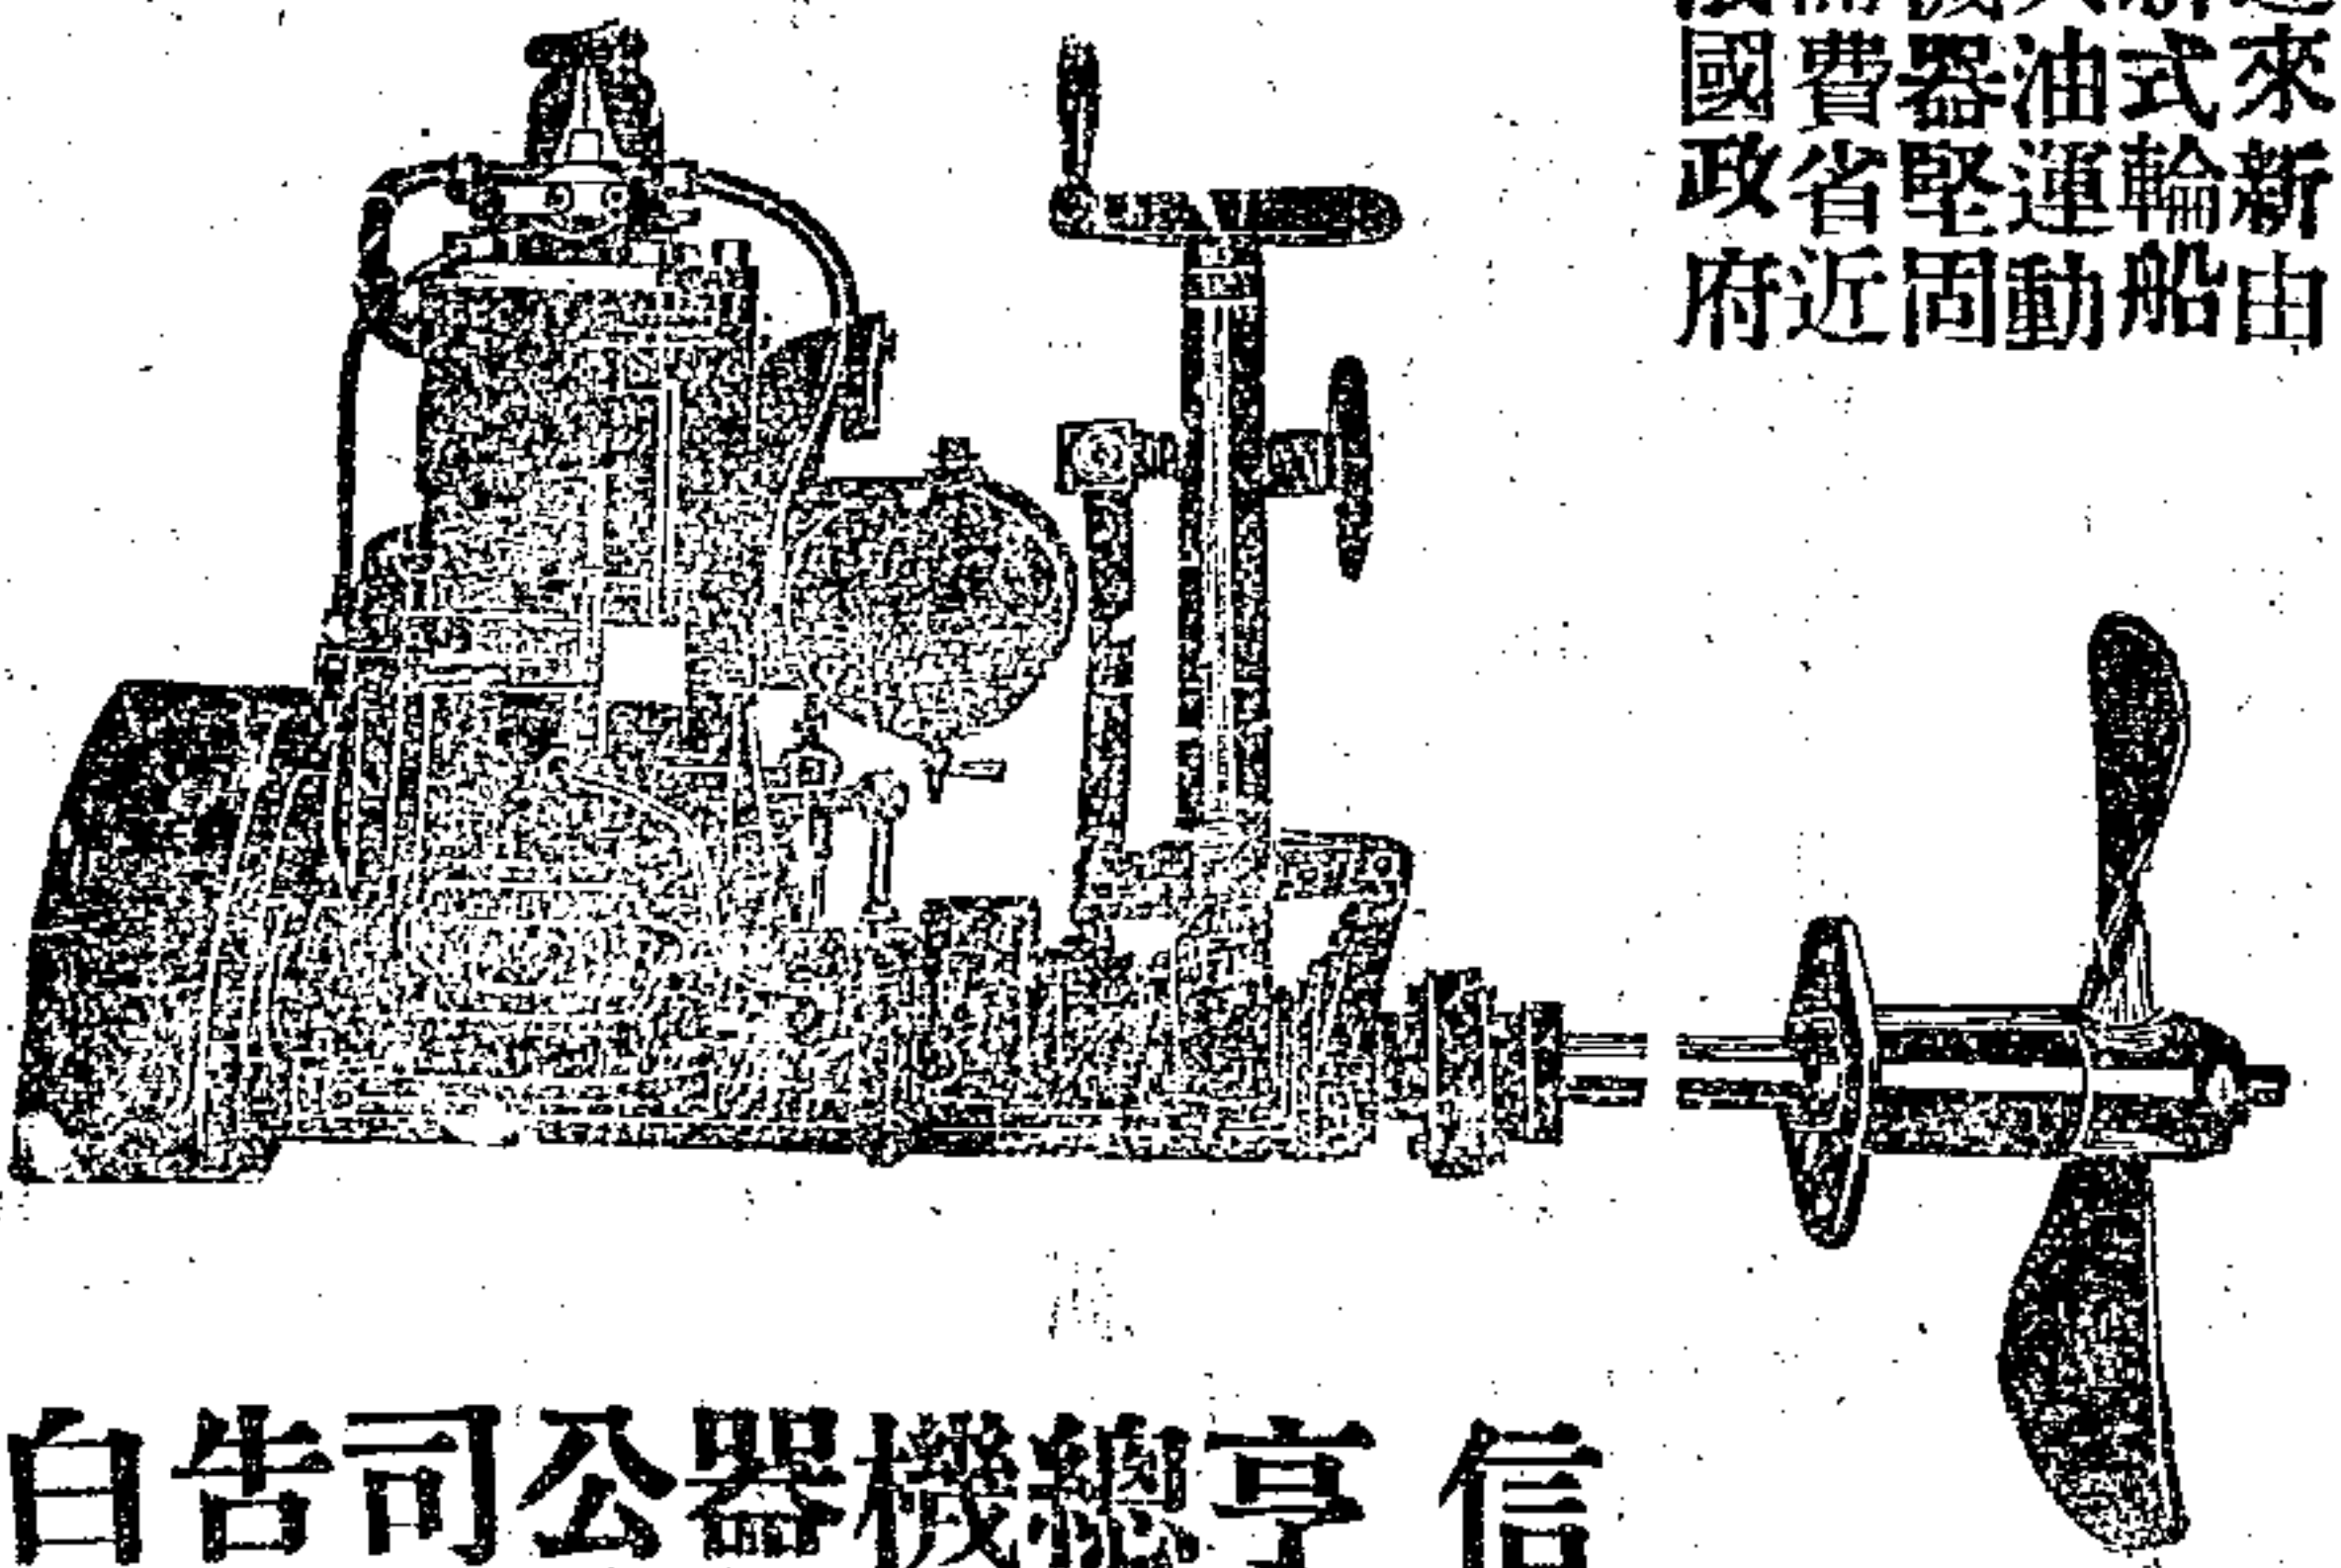 來新由
式輪船
油運動
器堅固
費省近
國政府
信亨總機器公司告白